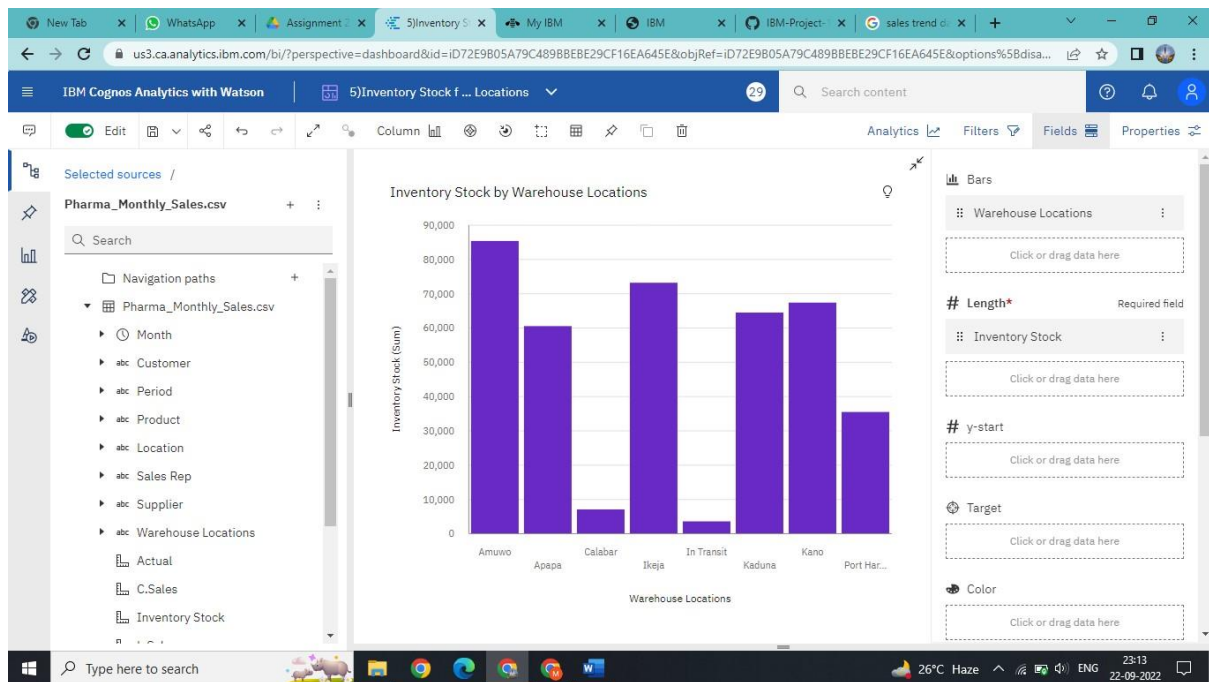 New Tab
WhatsApp
Assignment 2
5)Inventory S
My IBM
IBM
IBM-Project-
sales trend d
us3.ca.analytics.ibm.com/bi/?perspective=dashboard&id=iD72E9B05A79C489BBEBE29CF16EA645E&objRef=iD72E9B05A79C489BBEBE29CF16EA645E&options%5Bdisa...
IBM Cognos Analytics with Watson
5)Inventory Stock f ... Locations
29
Search content
Edit
Column
Analytics
Filters
Fields
Properties
Selected sources /
Pharma_Monthly_Sales.csv
Search
Navigation paths
Pharma_Monthly_Sales.csv
Month
abc Customer
abc Period
abc Product
abc Location
abc Sales Rep
abc Supplier
abc Warehouse Locations
Actual
C.Sales
Inventory Stock
Inventory Stock by Warehouse Locations
90,000
80,000
70,000
60,000
50,000
40,000
30,000
20,000
10,000
0
Inventory Stock (Sum)
Amuwo
Apapa
Calabar
Ikeja
In Transit
Kaduna
Kano
Port Har...
Warehouse Locations
Bars
Warehouse Locations
Click or drag data here
# Length* Required field
Inventory Stock
Click or drag data here
# y-start
Click or drag data here
Target
Click or drag data here
Color
Click or drag data here
Type here to search
26°C Haze
ENG
23:13
22-09-2022